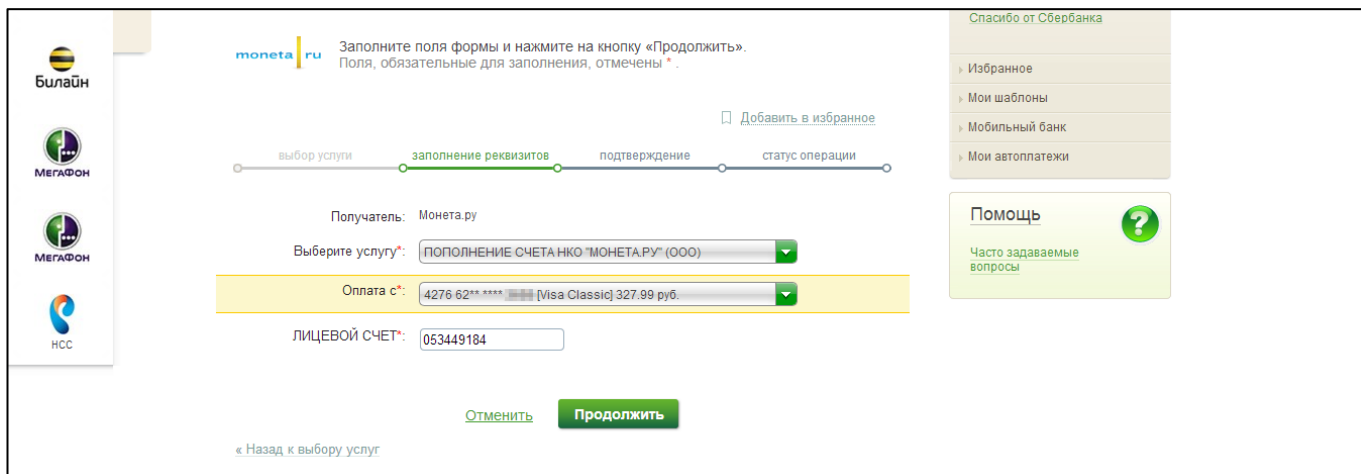 Билайн
МЕГАФОН
МЕГАФОН
НСС
moneta ru
Заполните поля формы и нажмите на кнопку «Продолжить».
Поля, обязательные для заполнения, отмечены * .
Добавить в избранное
выбор услуги заполнение реквизитов подтверждение статус операции
Получатель: Монета.ру
Выберите услугу*: ПОПОЛНЕНИЕ СЧЕТА НКО "МОНЕТА.РУ" (ООО)
Оплата с*: 4276 62** **** [Visa Classic] 327.99 руб.
ЛИЦЕВОЙ СЧЕТ*: 053449184
Отменить Продолжить
« Назад к выбору услуг
Спасибо от Сбербанка
Избранное
Мои шаблоны
Мобильный банк
Мои автоплатежи
Помощь
?
Часто задаваемые
вопросы